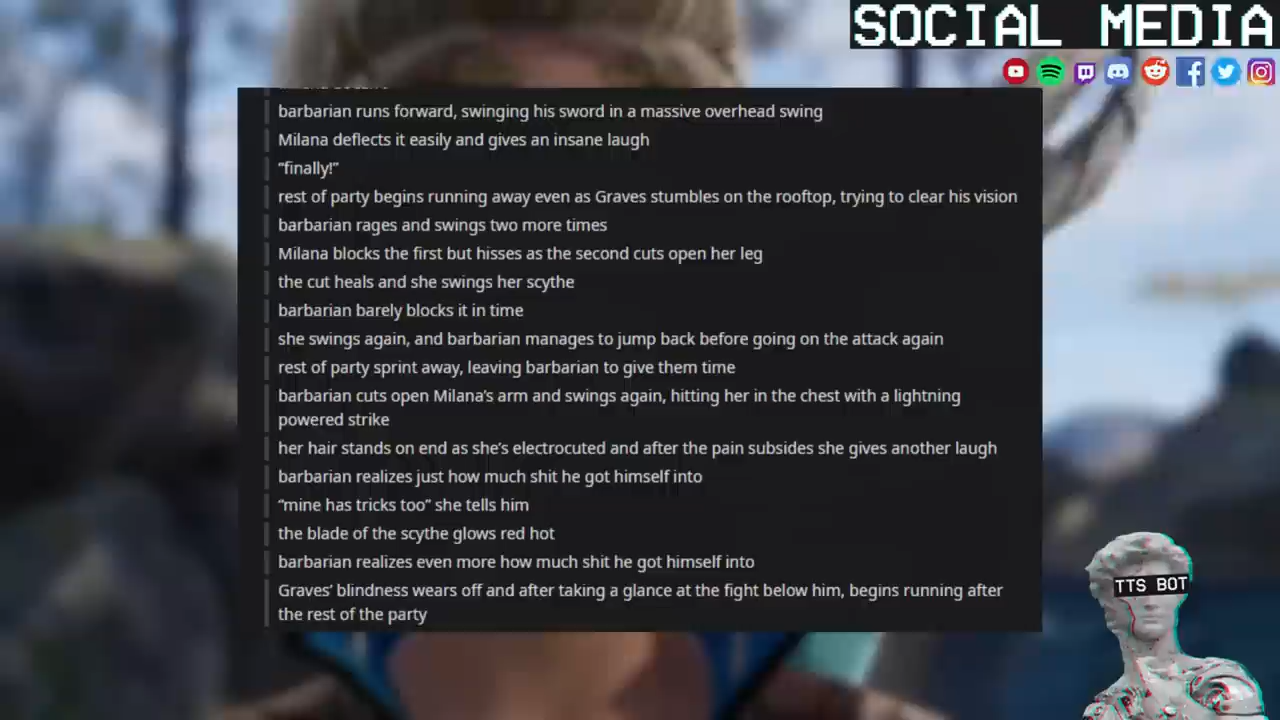 SOCIAL MEDIA
barbarian runs forward, swinging his sword in a massive overhead swing
Milana deflects it easily and gives an insane laugh
“finally!”
rest of party begins running away even as Graves stumbles on the rooftop, trying to clear his vision
barbarian rages and swings two more times
Milana blocks the first but hisses as the second cuts open her leg
the cut heals and she swings her scythe
barbarian barely blocks it in time
she swings again, and barbarian manages to jump back before going on the attack again
rest of party sprint away, leaving barbarian to give them time
barbarian cuts open Milana’s arm and swings again, hitting her in the chest with a lightning
powered strike
her hair stands on end as she’s electrocuted and after the pain subsides she gives another laugh
barbarian realizes just how much shit he got himself into
“mine has tricks too” she tells him
the blade of the scythe glows red hot
barbarian realizes even more how much shit he got himself into
Graves’ blindness wears off and after taking a glance at the fight below him, begins running after
the rest of the party
TTS BOT